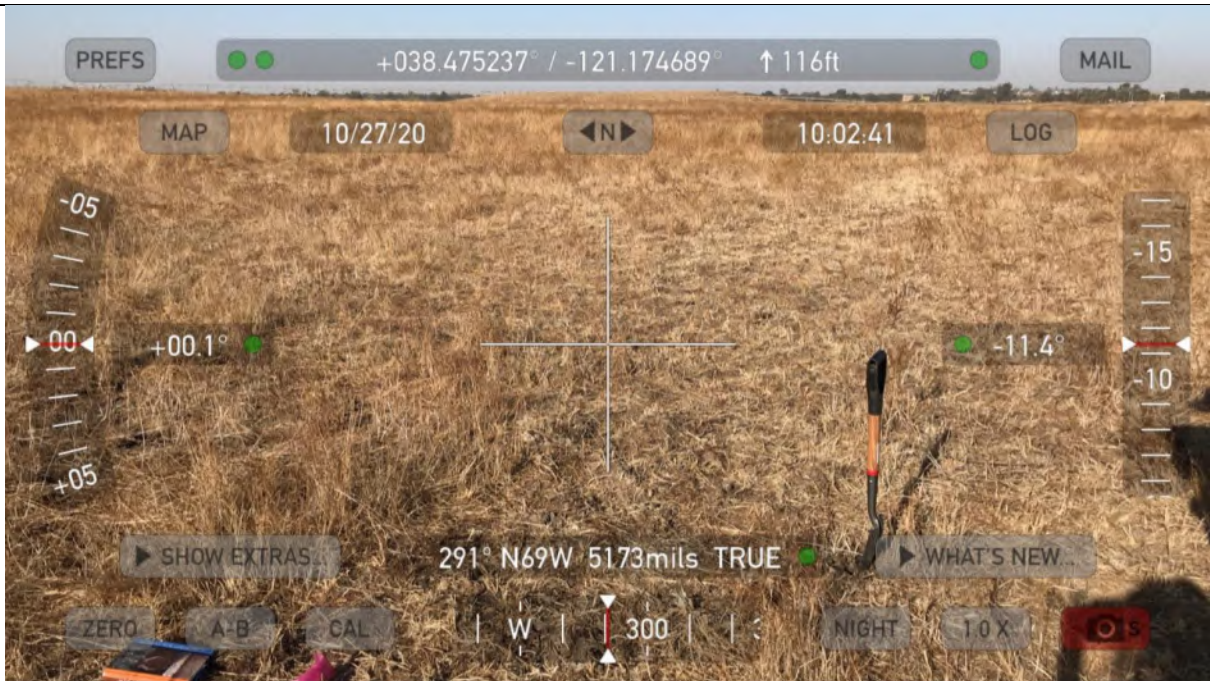 PREFS +038.475237° / -121.174689° ↑ 116ft MAIL
MAP 10/27/20 ◀N▶ 10:02:41 LOG
-05
-15
00 +00.1° -11.4°
-10
+05
▶ SHOW EXTRAS... 291° N69W 5173mils TRUE ▶ WHAT'S NEW...
ZERO A-B CAL W 300 NIGHT 1.0 X S